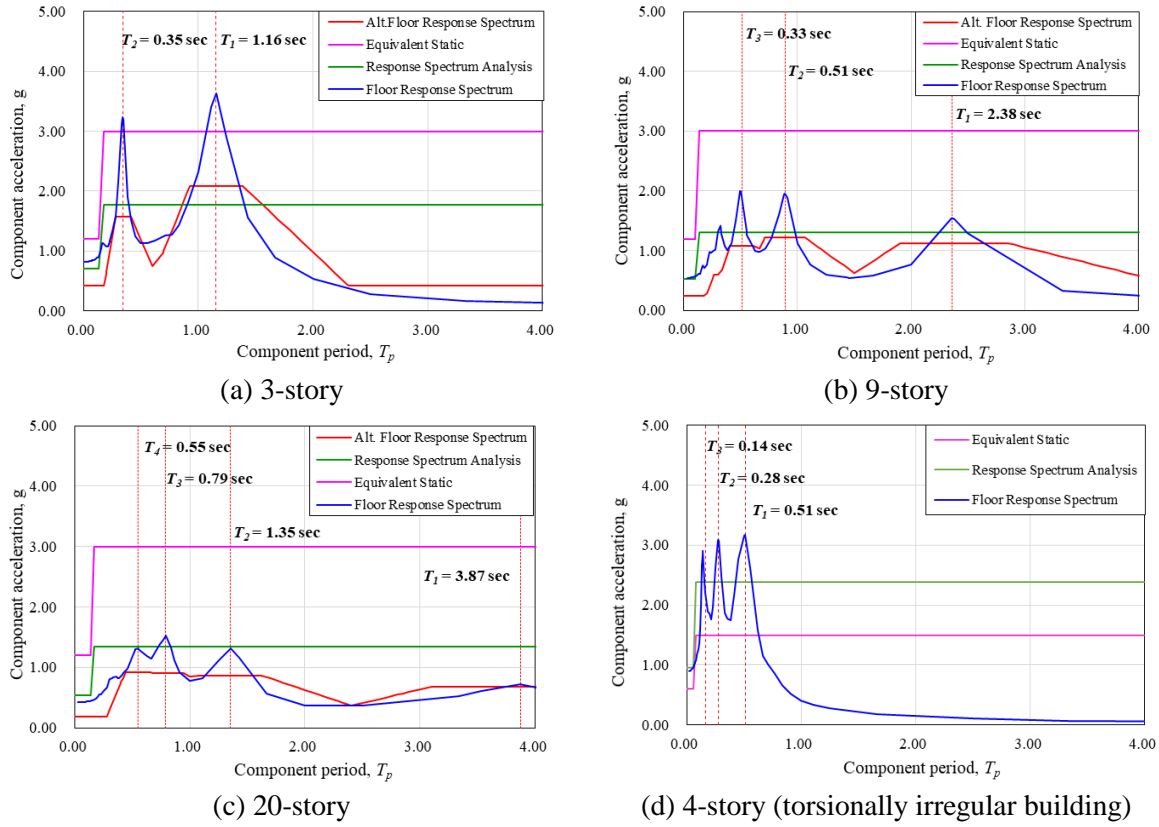 5.00
4.00
3.00
2.00
1.00
0.00
Component acceleration, g
T2 = 0.35 sec
T1 = 1.16 sec
Alt.Floor Response Spectrum
Equivalent Static
Response Spectrum Analysis
Floor Response Spectrum
0.00 1.00 2.00 3.00 4.00
Component period, Tp
(a) 3-story
5.00
4.00
3.00
2.00
1.00
0.00
Component acceleration, g
T3 = 0.33 sec
T2 = 0.51 sec
T1 = 2.38 sec
Alt. Floor Response Spectrum
Equivalent Static
Response Spectrum Analysis
Floor Response Spectrum
0.00 1.00 2.00 3.00 4.00
Component period, Tp
(b) 9-story
5.00
4.00
3.00
2.00
1.00
0.00
Component acceleration, g
T4 = 0.55 sec
T3 = 0.79 sec
T2 = 1.35 sec
T1 = 3.87 sec
Alt. Floor Response Spectrum
Response Spectrum Analysis
Equivalent Static
Floor Response Spectrum
0.00 1.00 2.00 3.00 4.00
Component period, Tp
(c) 20-story
5.00
4.00
3.00
2.00
1.00
0.00
Component acceleration, g
T3 = 0.14 sec
T2 = 0.28 sec
T1 = 0.51 sec
Equivalent Static
Response Spectrum Analysis
Floor Response Spectrum
0.00 1.00 2.00 3.00 4.00
Component period, Tp
(d) 4-story (torsionally irregular building)